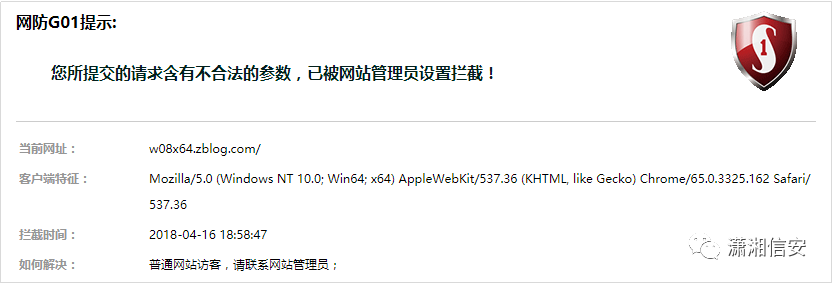 网防G01提示:
您所提交的请求含有不合法的参数，已被网站管理员设置拦截！
当前网址： w08x64.zblog.com/
客户端特征： Mozilla/5.0 (Windows NT 10.0; Win64; x64) AppleWebKit/537.36 (KHTML, like Gecko) Chrome/65.0.3325.162 Safari/
537.36
拦截时间： 2018-04-16 18:58:47
潇湘信安
如何解决： 普通网站访客，请联系网站管理员；